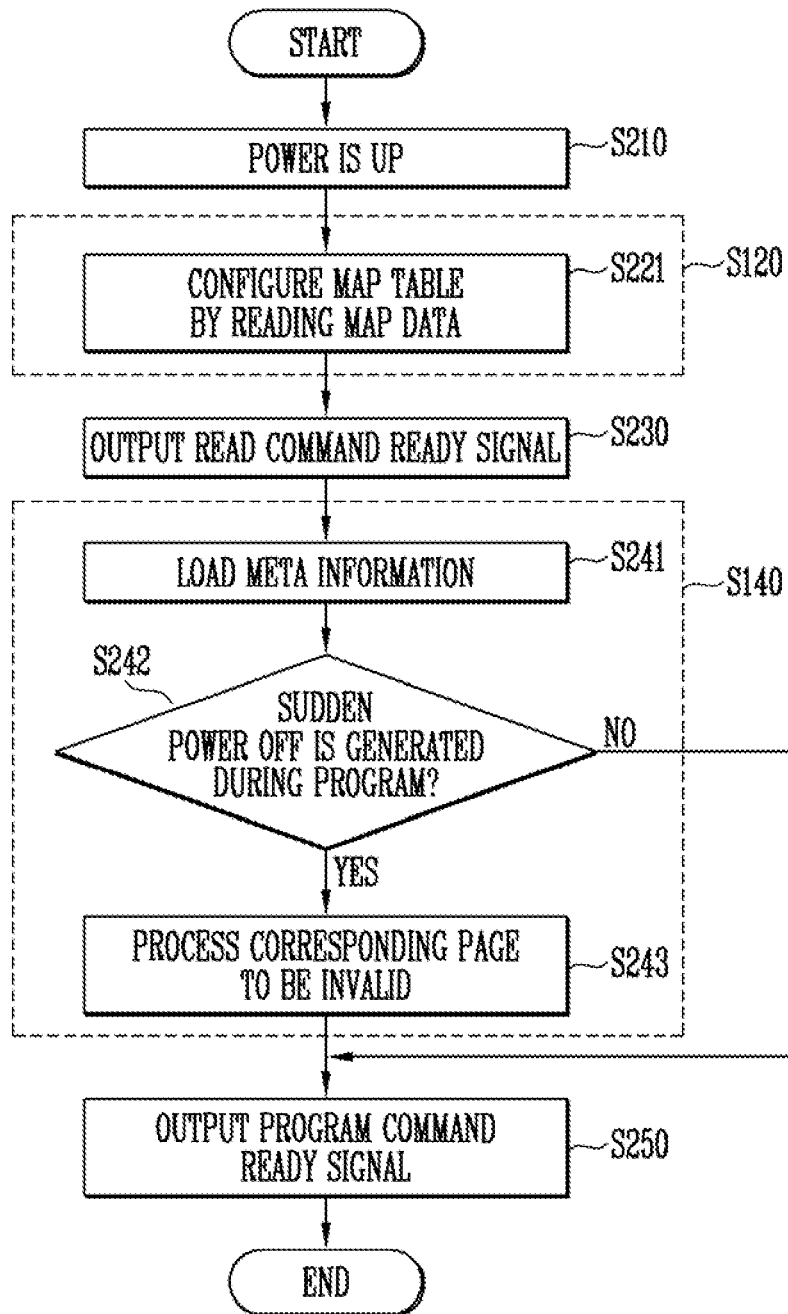 START
POWER IS UP
S210
CONFIGURE MAP TABLE
BY READING MAP DATA
S221
S120
OUTPUT READ COMMAND READY SIGNAL
S230
LOAD META INFORMATION
S241
S140
S242
SUDDEN
POWER OFF IS GENERATED
DURING PROGRAM?
NO
YES
PROCESS CORRESPONDING PAGE
TO BE INVALID
S243
OUTPUT PROGRAM COMMAND
READY SIGNAL
S250
END